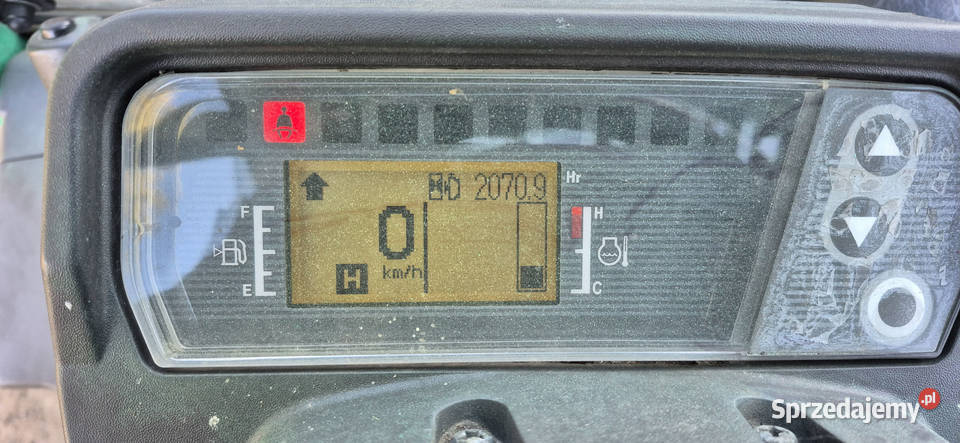 2070.9 Hr
F H
0
km/h
H
E C
Sprzedajemy.pl